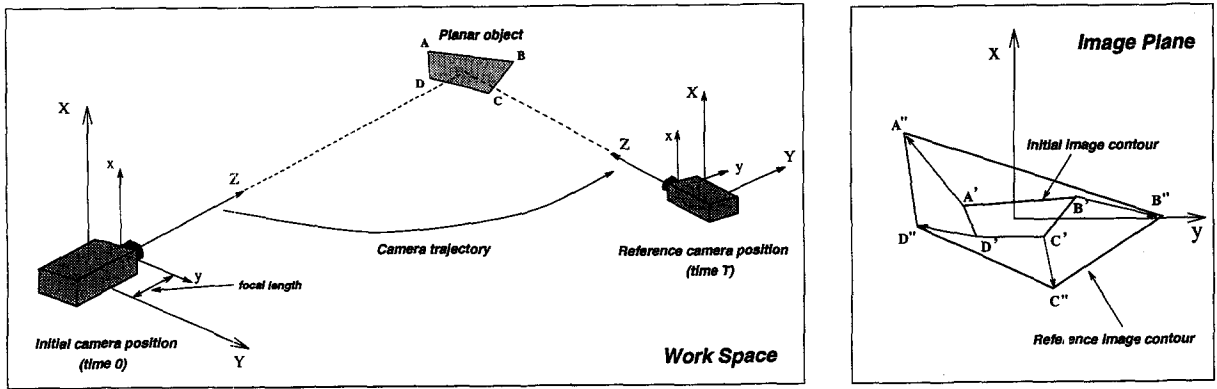 Planar object
A
B
D
C
X
X
x
Z
Y
y
x
Z
Camera trajectory
Reference camera position
(time T)
y
focal length
Initial camera position
(time 0)
Y
Work Space
Image Plane
X
A"
Initial image contour
A'
B'
B"
y
D"
D'
C'
C"
Reference image contour